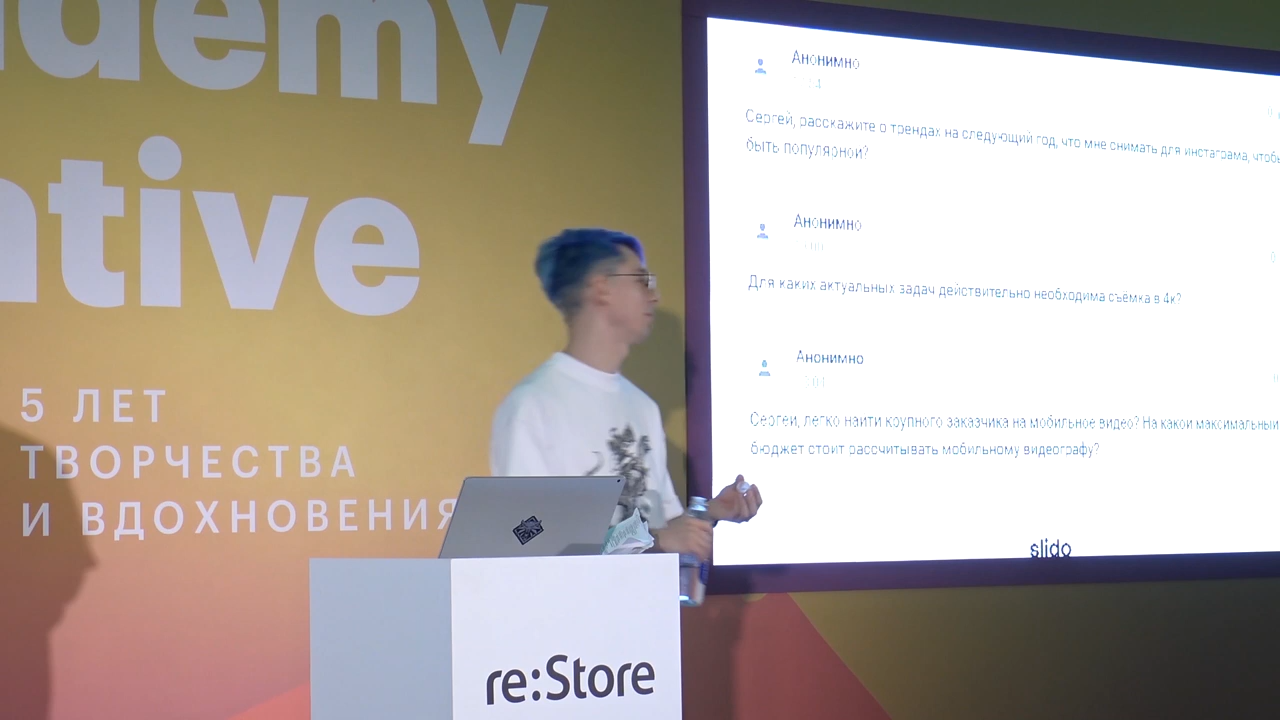 ademy
ative
5 ЛЕТ
ТВОРЧЕСТВА
И ВДОХНОВЕНИЯ
re:Store
Анонимно
Сергей, расскажите о трендах на следующий год, что мне снимать для инстаграма, чтобы
быть популярной?
Анонимно
Для каких актуальных задач действительно необходима съёмка в 4к?
Анонимно
Сергей, легко найти крупного заказчика на мобильное видео? На какой максимальный
бюджет стоит рассчитывать мобильному видеографу?
slido